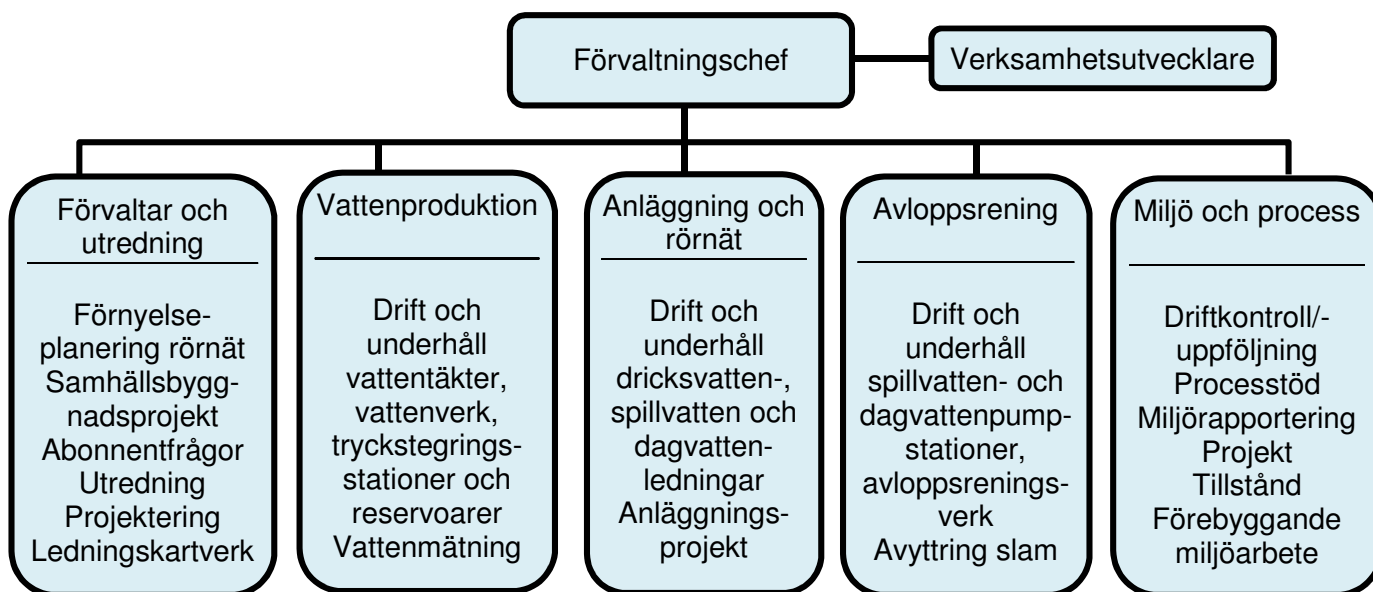 Förvaltningschef
Verksamhetsutvecklare
Förvaltar och
utredning
Förnyelse-
planering rörnät
Samhällsbygg-
nadsprojekt
Abonnentfrågor
Utredning
Projektering
Ledningskartverk
Vattenproduktion
Drift och
underhåll
vattentäkter,
vattenverk,
tryckstegrings-
stationer och
reservoarer
Vattenmätning
Anläggning och
rörnät
Drift och
underhåll
dricksvatten-,
spillvatten och
dagvatten-
ledningar
Anläggnings-
projekt
Avloppsrening
Drift och
underhåll
spillvatten- och
dagvattenpump-
stationer,
avloppsrenings-
verk
Avyttring slam
Miljö och process
Driftkontroll/-
uppföljning
Processtöd
Miljörapportering
Projekt
Tillstånd
Förebyggande
miljöarbete